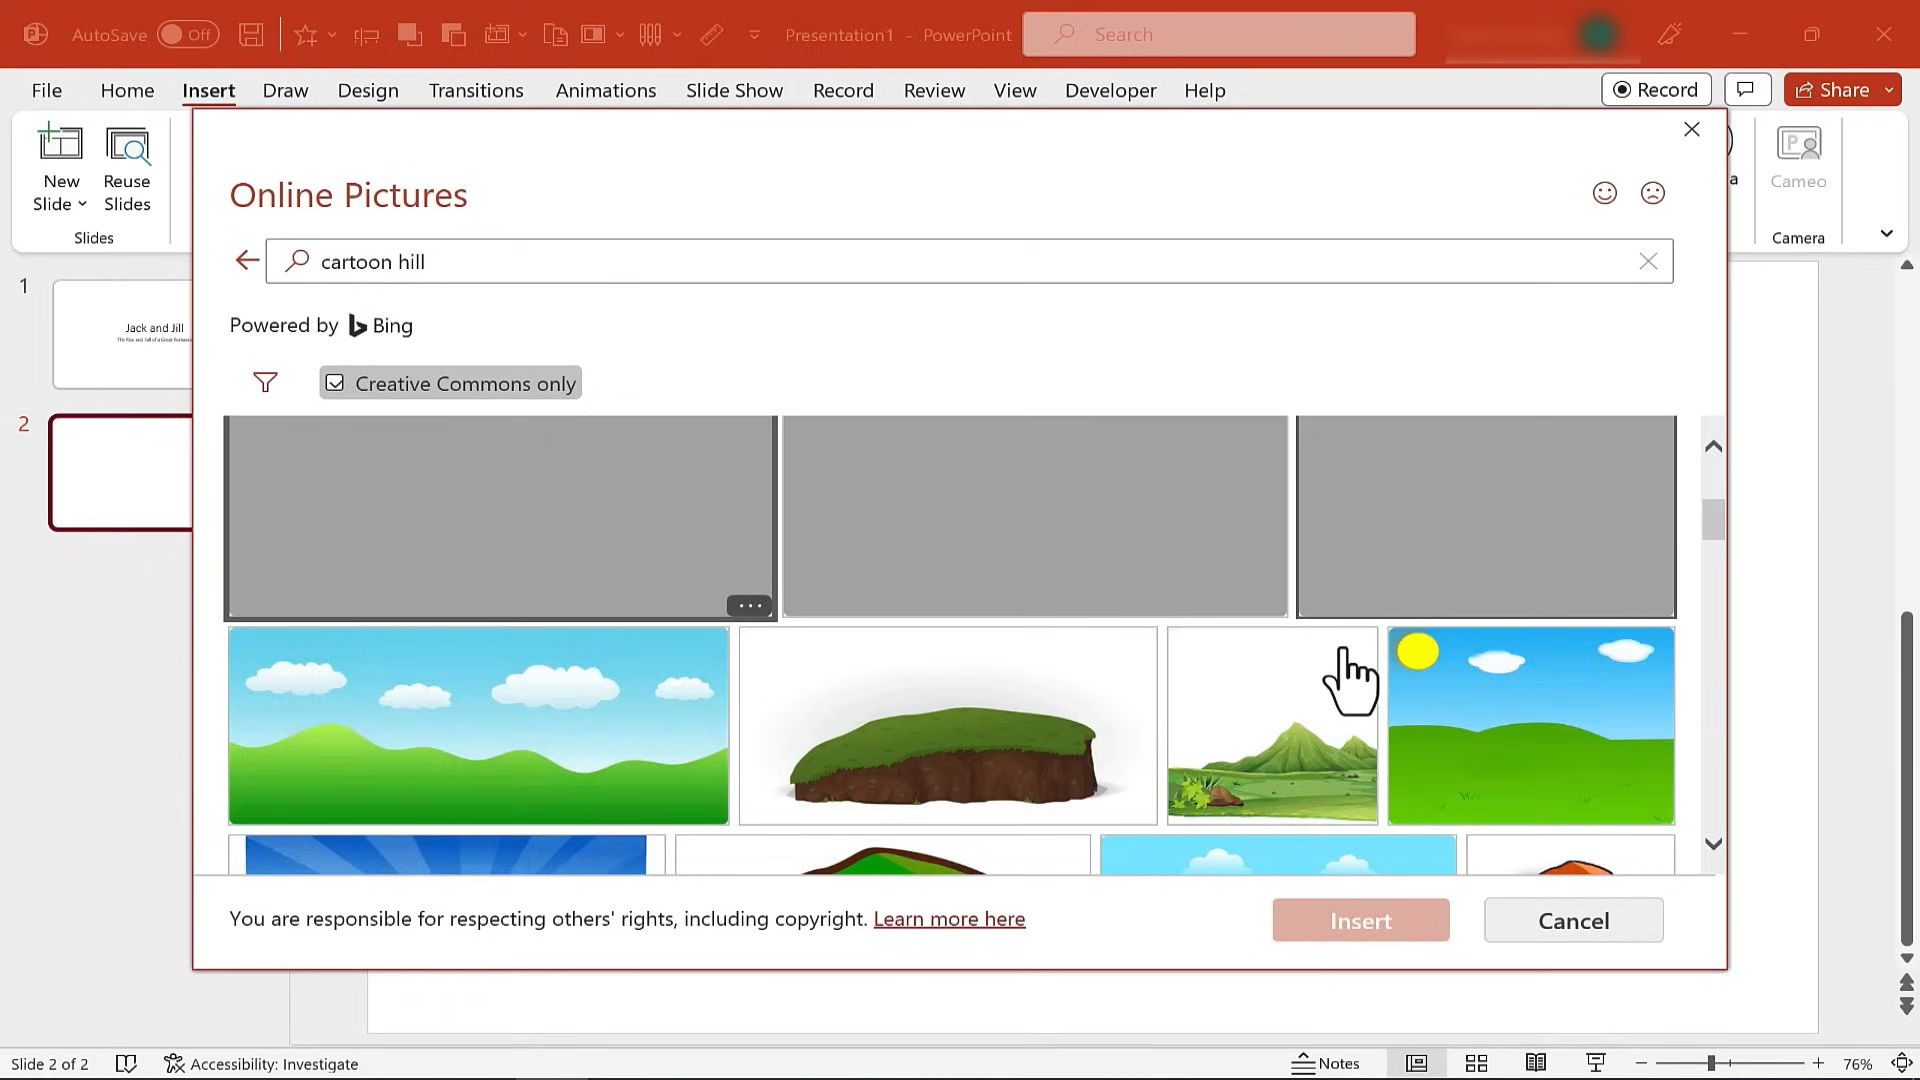 AutoSave Off Presentation1 - PowerPoint Search
File Home Insert Draw Design Transitions Animations Slide Show Record Review View Developer Help Record Share
New Slide
Reuse Slides
Slides
a
Cameo
Camera
Online Pictures
cartoon hill
Powered by Bing
Creative Commons only
1
Jack and Jill
2
You are responsible for respecting others' rights, including copyright. Learn more here
Insert Cancel
Slide 2 of 2 Accessibility: Investigate Notes 76%